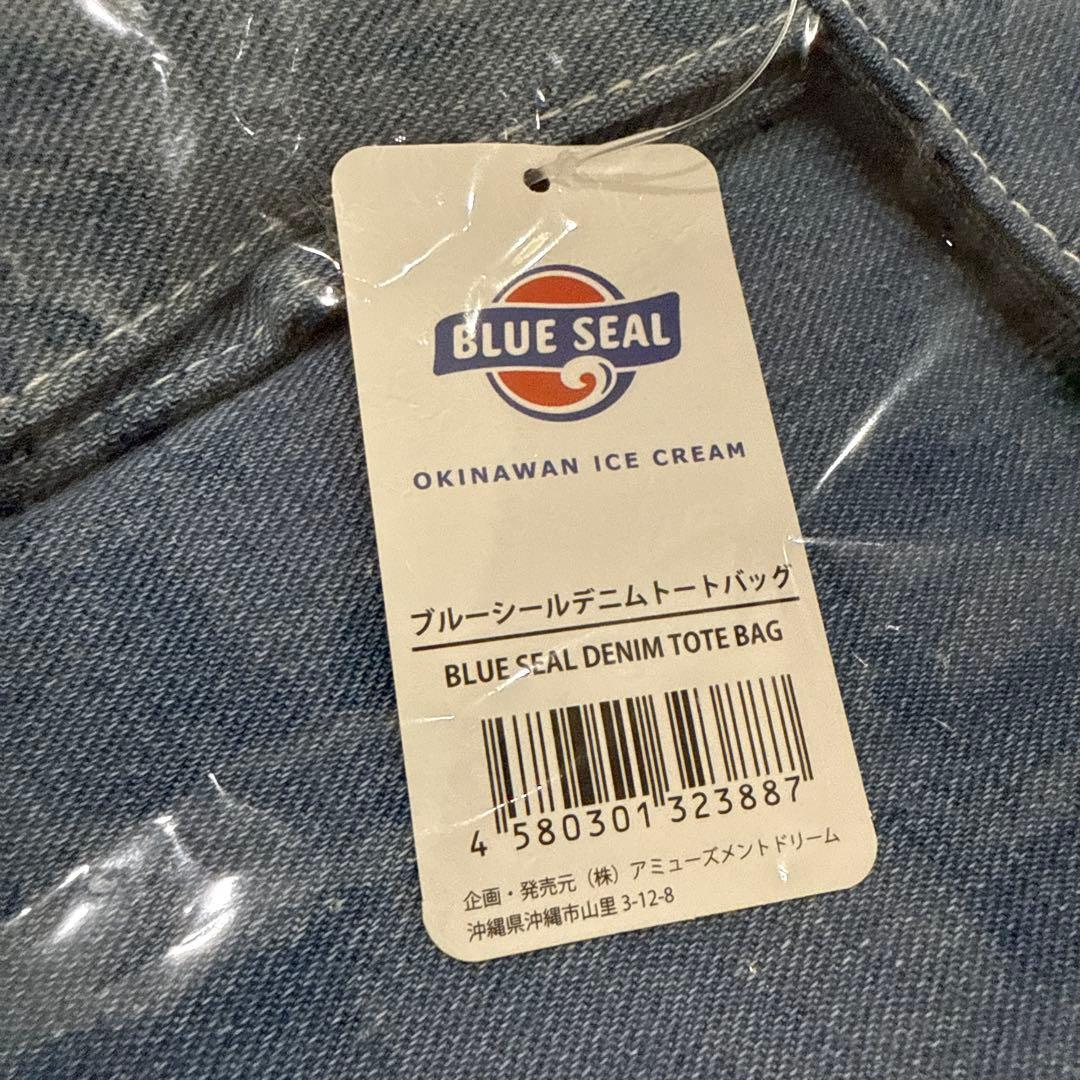 BLUE SEAL
OKINAWAN ICE CREAM
ブルーシールデニムトートバッグ
BLUE SEAL DENIM TOTE BAG
4 580301 323887
企画・発売元（株）アミューズメントドリーム
沖縄県沖縄市山里 3-12-8